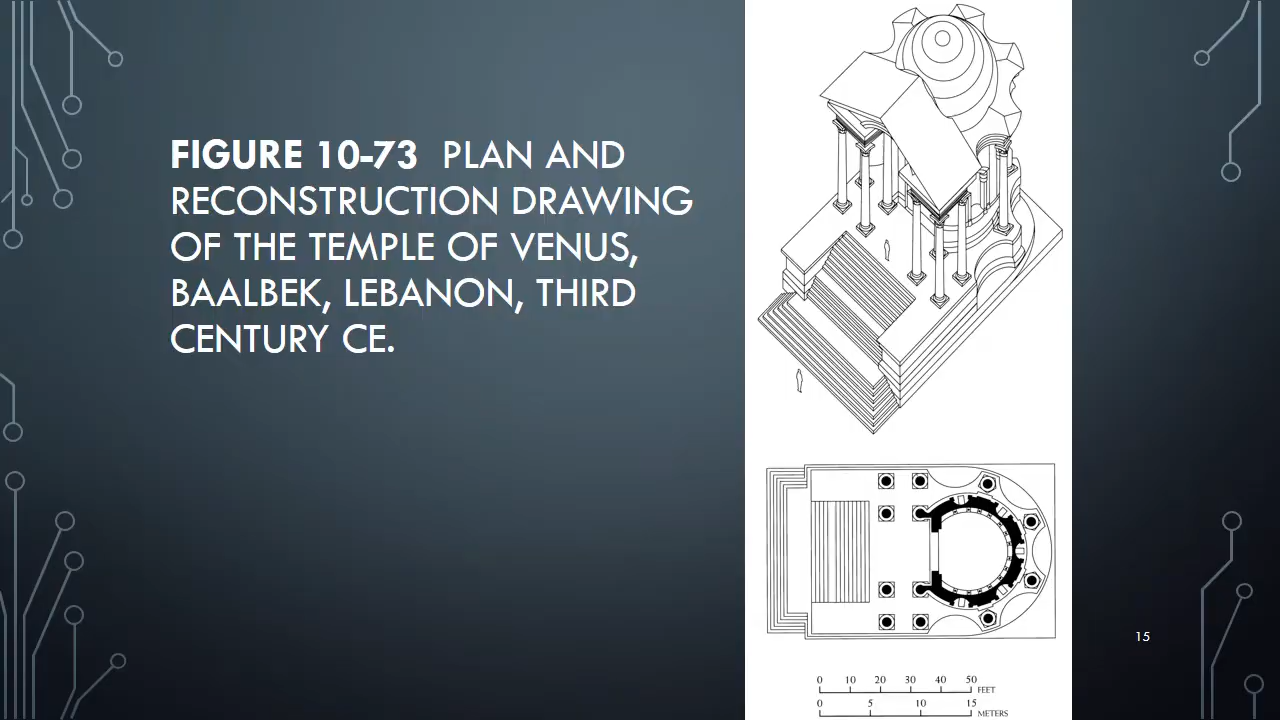 FIGURE 10-73 PLAN AND
RECONSTRUCTION DRAWING
OF THE TEMPLE OF VENUS,
BAALBEK, LEBANON, THIRD
CENTURY CE.
15
0 10 20 30 40 50
FEET
0 5 10 15
METERS